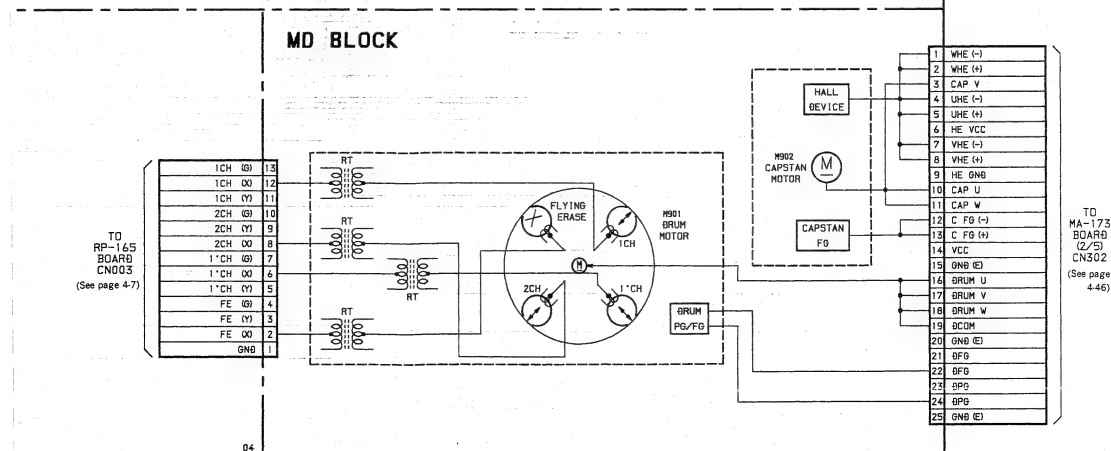 MD BLOCK
TO
RP-165
BOARD
CN003
(See page 4-7)
1CH (G) 13
1CH (X) 12
1CH (Y) 11
2CH (G) 10
2CH (Y) 9
2CH (X) 8
1"CH (G) 7
1"CH (X) 6
1"CH (Y) 5
FE (G) 4
FE (Y) 3
FE (X) 2
GND 1
RT
RT
RT
RT
FLYING
ERASE
1CH
2CH
1"CH
M
M901
DRUM
MOTOR
DRUM
PG/FG
HALL
DEVICE
M902
CAPSTAN
MOTOR
M
CAPSTAN
FG
1 WHE (-)
2 WHE (+)
3 CAP V
4 UHE (-)
5 UHE (+)
6 HE VCC
7 VHE (-)
8 VHE (+)
9 HE GND
10 CAP U
11 CAP W
12 C FG (-)
13 C FG (+)
14 VCC
15 GND (E)
16 DRUM U
17 DRUM V
18 DRUM W
19 DCOM
20 GND (E)
21 DFG
22 DFG
23 DPG
24 DPG
25 GND (E)
TO
MA-173
BOARD
(2/5)
CN302
(See page
4-46)
04